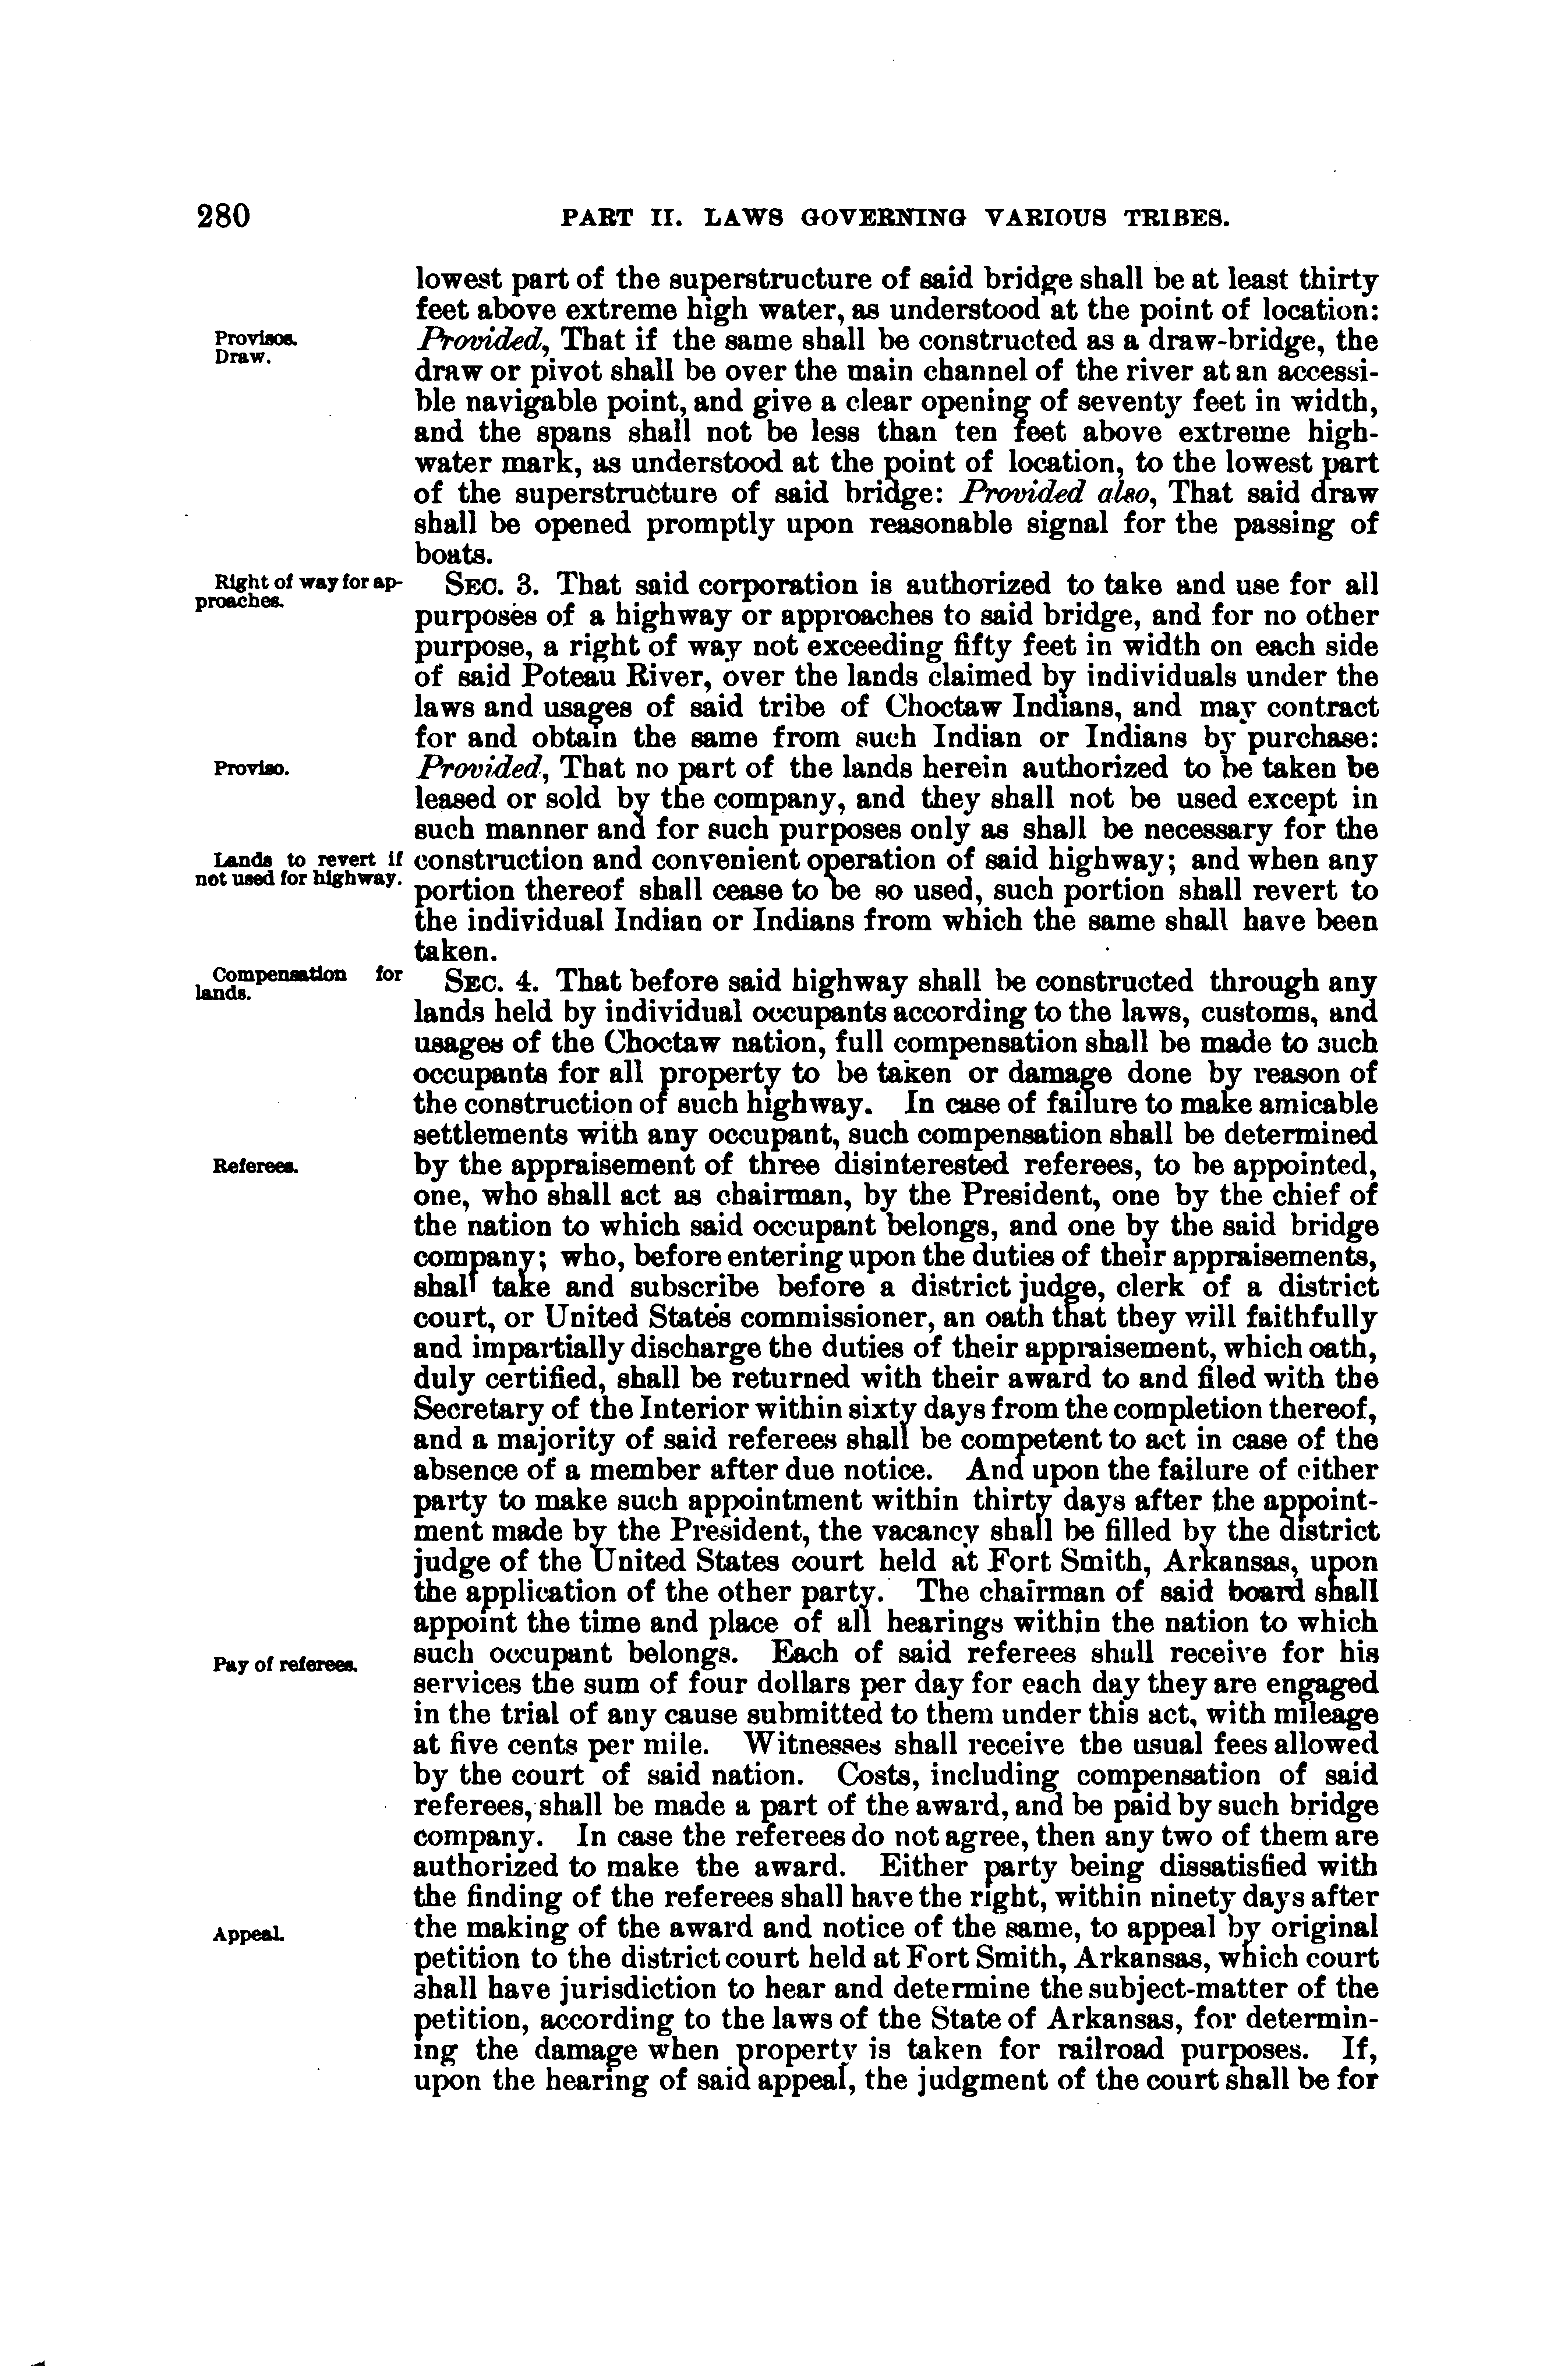 280
PART II. LAWS GOVERNING VARIOUS TRIBES.
lowest part of the superstructure of said bridge shall be at least thirty
feet above extreme high water, as understood at the point of location:
Provisos.
Draw.
Provided, That if the same shall be constructed as a draw-bridge, the
draw or pivot shall be over the main channel of the river at an accessi-
ble navigable point, and give a clear opening of seventy feet in width,
and the spans shall not be less than ten feet above extreme high-
water mark, as understood at the point of location, to the lowest part
of the superstructure of said bridge: Provided also, That said draw
shall be opened promptly upon reasonable signal for the passing of
boats.
Right of way for ap-
proaches.
SEC. 3. That said corporation is authorized to take and use for all
purposes of a highway or approaches to said bridge, and for no other
purpose, a right of way not exceeding fifty feet in width on each side
of said Poteau River, over the lands claimed by individuals under the
laws and usages of said tribe of Choctaw Indians, and may contract
for and obtain the same from such Indian or Indians by purchase:
Proviso.
Provided, That no part of the lands herein authorized to be taken be
leased or sold by the company, and they shall not be used except in
such manner and for such purposes only as shall be necessary for the
Lands to revert if
not used for highway.
construction and convenient operation of said highway; and when any
portion thereof shall cease to be so used, such portion shall revert to
the individual Indian or Indians from which the same shall have been
taken.
Compensation for
lands.
SEC. 4. That before said highway shall be constructed through any
lands held by individual occupants according to the laws, customs, and
usages of the Choctaw nation, full compensation shall be made to such
occupants for all property to be taken or damage done by reason of
the construction of such highway. In case of failure to make amicable
settlements with any occupant, such compensation shall be determined
Referees.
by the appraisement of three disinterested referees, to be appointed,
one, who shall act as chairman, by the President, one by the chief of
the nation to which said occupant belongs, and one by the said bridge
company; who, before entering upon the duties of their appraisements,
shall take and subscribe before a district judge, clerk of a district
court, or United States commissioner, an oath that they will faithfully
and impartially discharge the duties of their appraisement, which oath,
duly certified, shall be returned with their award to and filed with the
Secretary of the Interior within sixty days from the completion thereof,
and a majority of said referees shall be competent to act in case of the
absence of a member after due notice. And upon the failure of either
party to make such appointment within thirty days after the appoint-
ment made by the President, the vacancy shall be filled by the district
judge of the United States court held at Fort Smith, Arkansas, upon
the application of the other party. The chairman of said board shall
appoint the time and place of all hearings within the nation to which
Pay of referees.
such occupant belongs. Each of said referees shall receive for his
services the sum of four dollars per day for each day they are engaged
in the trial of any cause submitted to them under this act, with mileage
at five cents per mile. Witnesses shall receive the usual fees allowed
by the court of said nation. Costs, including compensation of said
referees, shall be made a part of the award, and be paid by such bridge
company. In case the referees do not agree, then any two of them are
authorized to make the award. Either party being dissatisfied with
the finding of the referees shall have the right, within ninety days after
Appeal.
the making of the award and notice of the same, to appeal by original
petition to the district court held at Fort Smith, Arkansas, which court
shall have jurisdiction to hear and determine the subject-matter of the
petition, according to the laws of the State of Arkansas, for determin-
ing the damage when property is taken for railroad purposes. If,
upon the hearing of said appeal, the judgment of the court shall be for